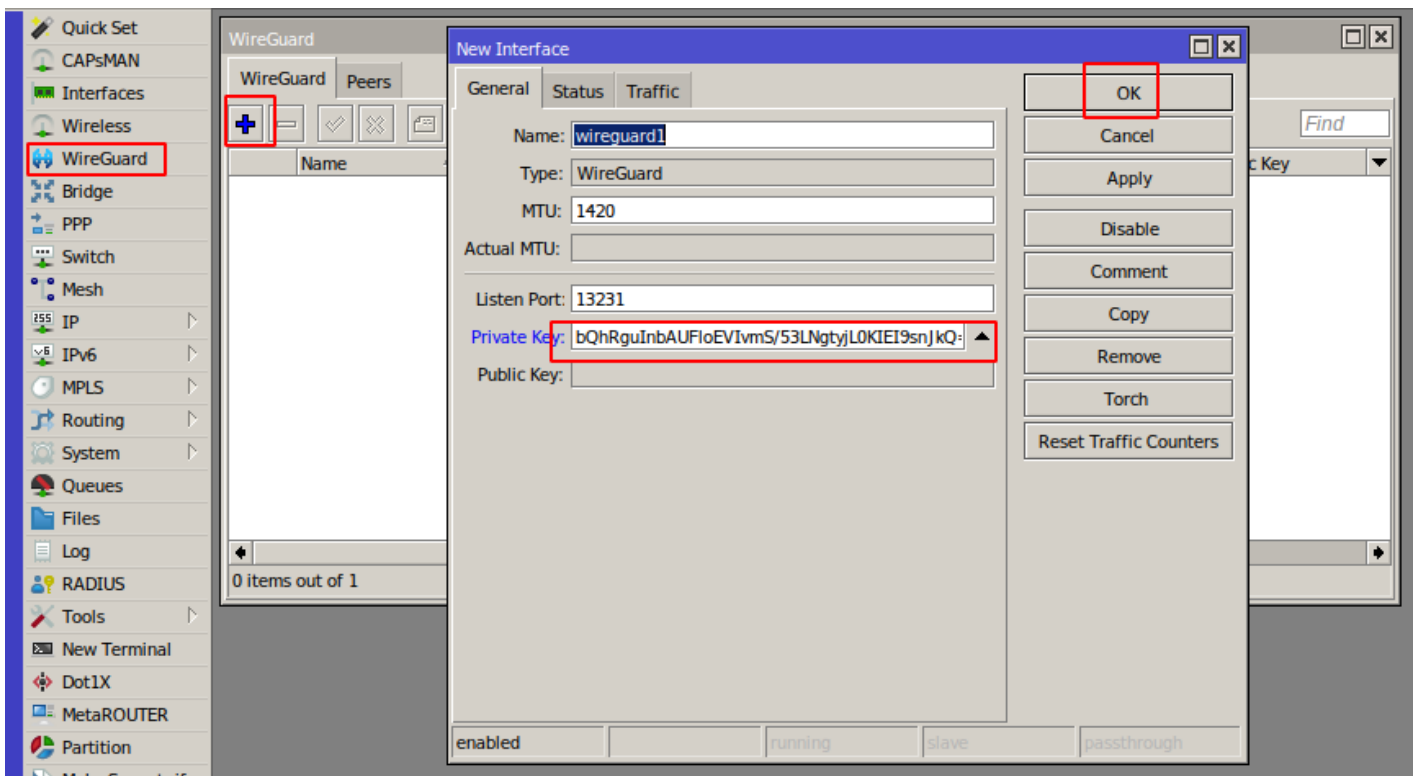 Quick Set
CAPsMAN
Interfaces
Wireless
WireGuard
Bridge
PPP
Switch
Mesh
IP
IPv6
MPLS
Routing
System
Queues
Files
Log
RADIUS
Tools
New Terminal
Dot1X
MetaROUTER
Partition
WireGuard
WireGuard Peers
Find
Name
c Key
0 items out of 1
New Interface
General Status Traffic
Name: wireguard1
Type: WireGuard
MTU: 1420
Actual MTU:
Listen Port: 13231
Private Key: bQhRguInbAUFloEVIvmS/53LNgtyjL0KIEI9snJkQ=
Public Key:
OK
Cancel
Apply
Disable
Comment
Copy
Remove
Torch
Reset Traffic Counters
enabled running slave passthrough